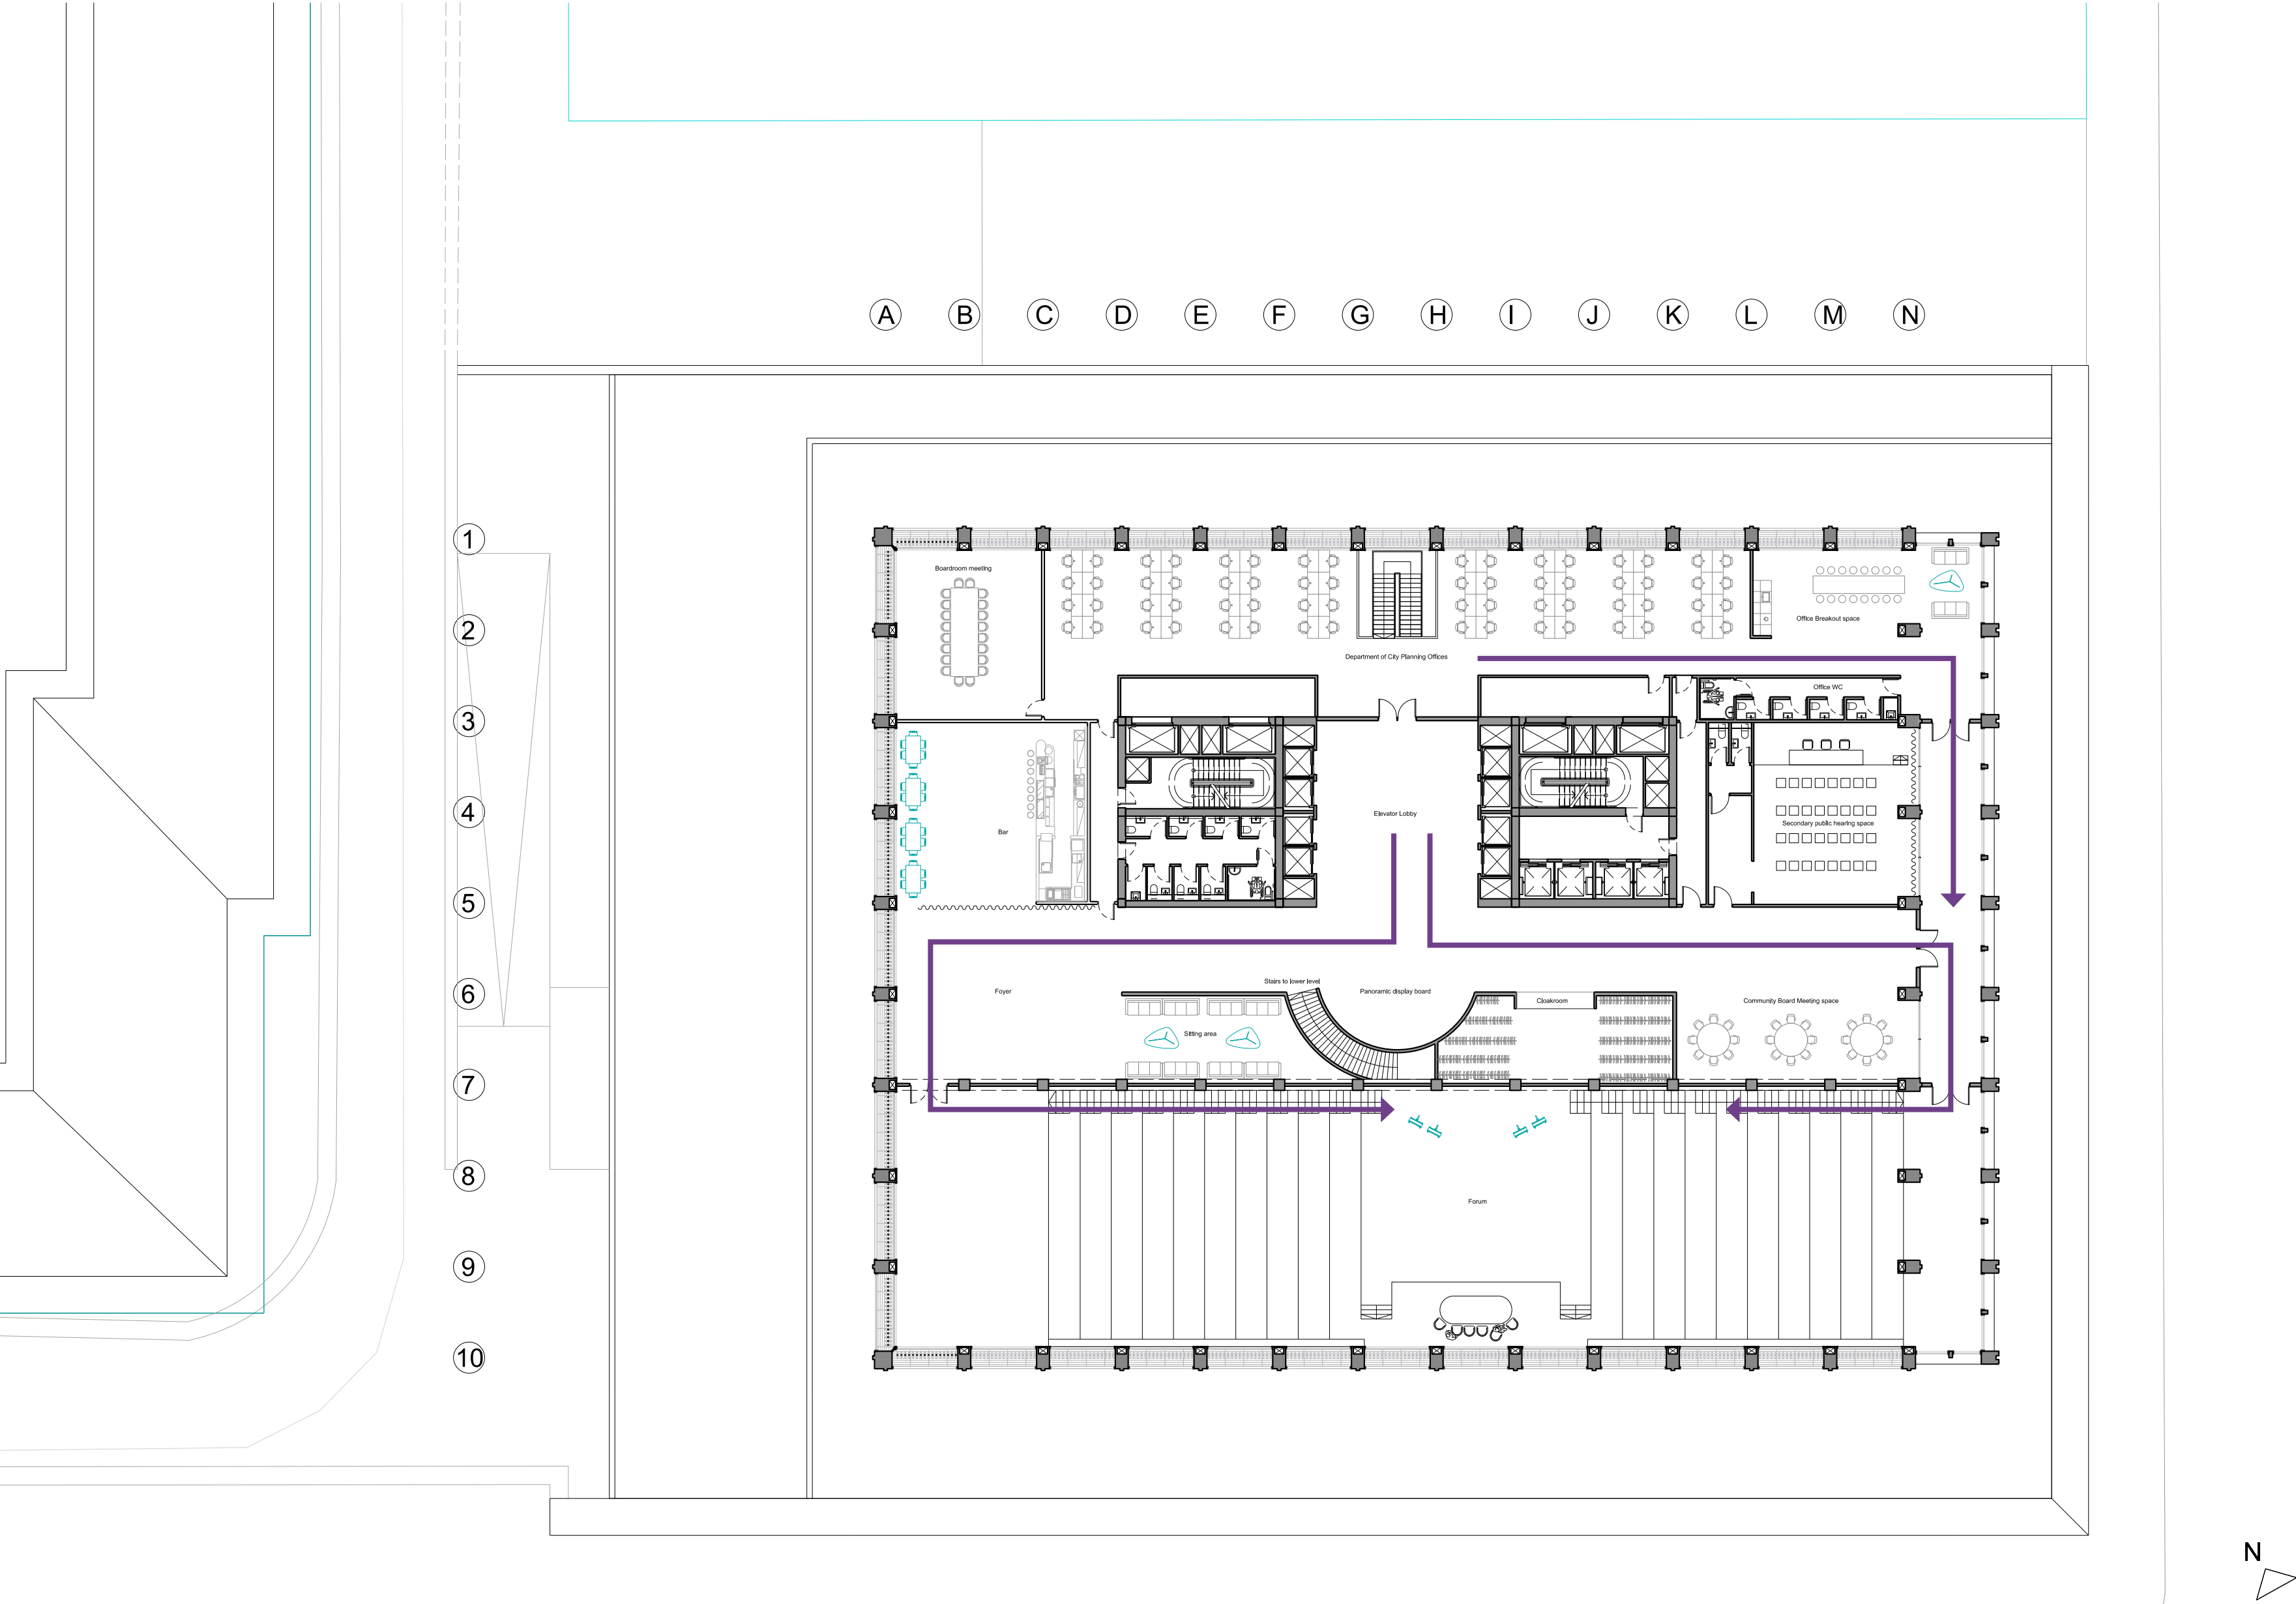 A B C D E F G H I J K L M N
1
Boardroom meeting
Office Breakout space
2
Department of City Planning Offices
Office WC
3
4
Elevator Lobby
Secondary public hearing space
Bar
5
Stairs to lower level
6
Foyer
Panoramic display board
Cloakroom
Community Board Meeting space
Sitting area
7
8
Forum
9
10
N